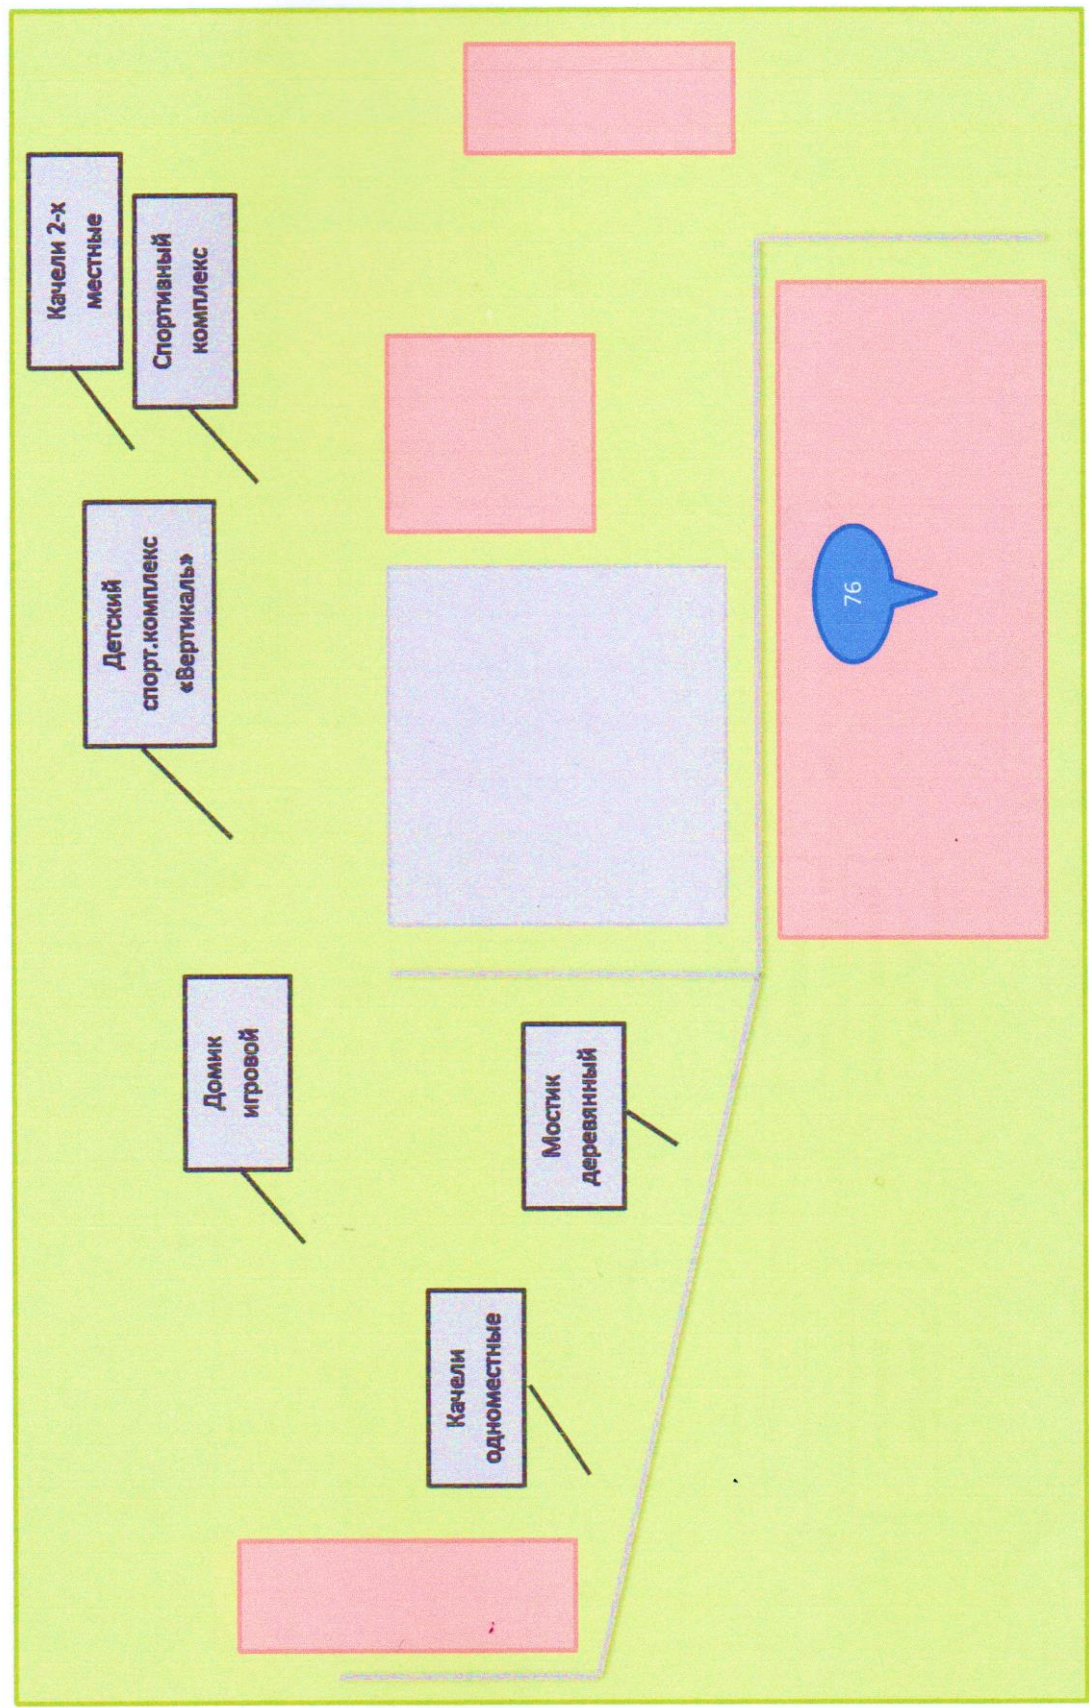 Качели
одноместные
Домик
игровой
Мостик
деревянный
Детский
спорт.комплекс
«Вертикаль»
Качели 2-х
местные
Спортивный
комплекс
76